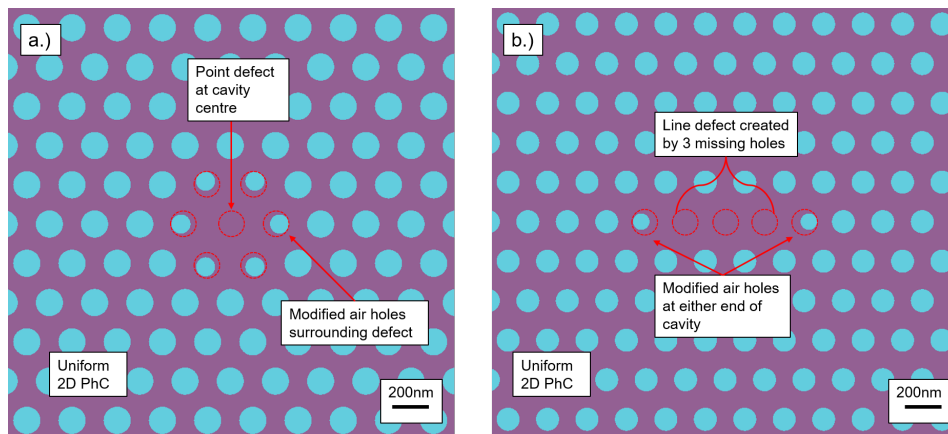 a.)
Point defect
at cavity
centre
Modified air holes
surrounding defect
Uniform
2D PhC
200nm
b.)
Line defect created
by 3 missing holes
Modified air holes
at either end of
cavity
Uniform
2D PhC
200nm